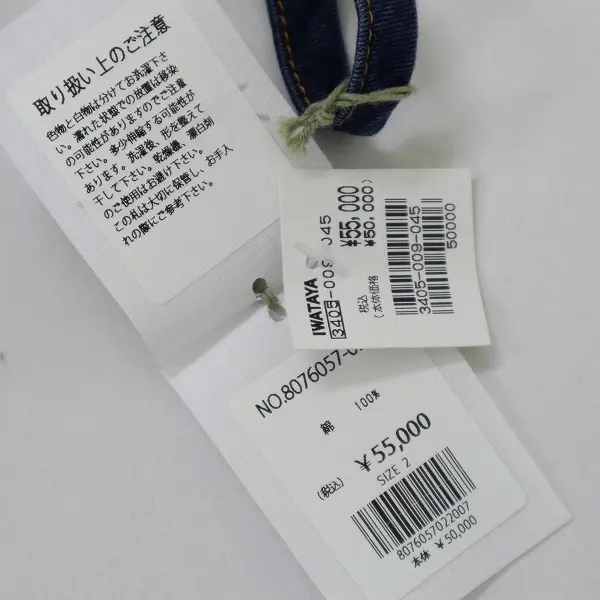 取り扱い上のご注意
色物と白物は分けてお洗濯下さ
い。濡れた状態での放置は移染
の可能性がありますのでご注意
下さい。多少伸縮する可能性が
あります。洗濯後、形を整えて
干して下さい。乾燥機、漂白剤
のご使用はお避け下さい。
この札は大切に保管し、お手入
れの際にご参考下さい。
IWATAYA
3405-009-045
税込 ¥55,000
(本体価格 ¥50,000)
3405-009-045
50000
NO.8076057-0
綿 100%
(税込) ¥55,000
SIZE 2
8076057022007
本体 ¥50,000